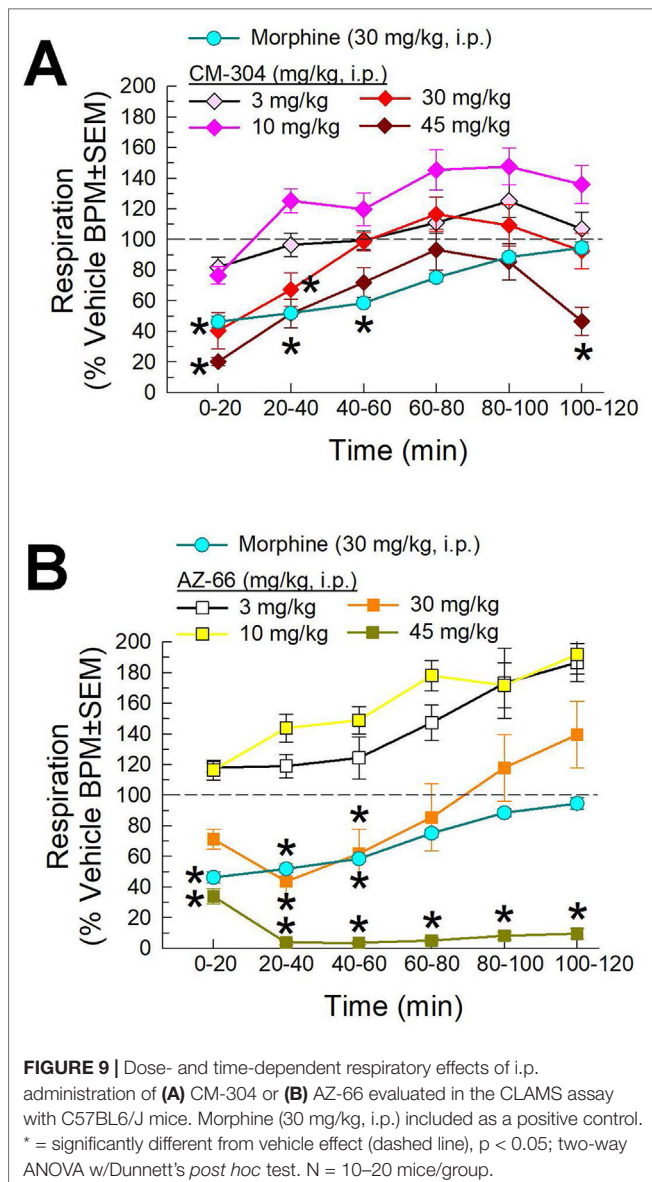 A
Morphine (30 mg/kg, i.p.)
CM-304 (mg/kg, i.p.)
3 mg/kg
30 mg/kg
10 mg/kg
45 mg/kg
Respiration
(% Vehicle BPM±SEM)
200
180
160
140
120
100
80
60
40
20
0
* * * * * *
0-20 20-40 40-60 60-80 80-100 100-120
Time (min)
B
Morphine (30 mg/kg, i.p.)
AZ-66 (mg/kg, i.p.)
3 mg/kg
30 mg/kg
10 mg/kg
45 mg/kg
Respiration
(% Vehicle BPM±SEM)
200
180
160
140
120
100
80
60
40
20
0
* * * * * * * * * * *
0-20 20-40 40-60 60-80 80-100 100-120
Time (min)
FIGURE 9 | Dose- and time-dependent respiratory effects of i.p.
administration of (A) CM-304 or (B) AZ-66 evaluated in the CLAMS assay
with C57BL6/J mice. Morphine (30 mg/kg, i.p.) included as a positive control.
* = significantly different from vehicle effect (dashed line), p < 0.05; two-way
ANOVA w/Dunnett's post hoc test. N = 10–20 mice/group.